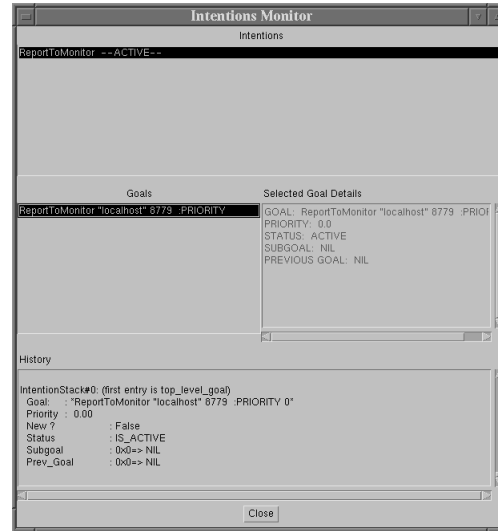 Intentions Monitor
Intentions
ReportToMonitor --ACTIVE--
Goals
ReportToMonitor "localhost" 8779 :PRIORITY
Selected Goal Details
GOAL: ReportToMonitor "localhost" 8779 :PRIOR
PRIORITY: 0.0
STATUS: ACTIVE
SUBGOAL: NIL
PREVIOUS GOAL: NIL
History
IntentionStack#0: (first entry is top_level_goal)
Goal: : "ReportToMonitor "localhost" 8779 :PRIORITY 0"
Priority : 0.00
New ? : False
Status : IS_ACTIVE
Subgoal : 0x0=> NIL
Prev_Goal : 0x0=> NIL
Close